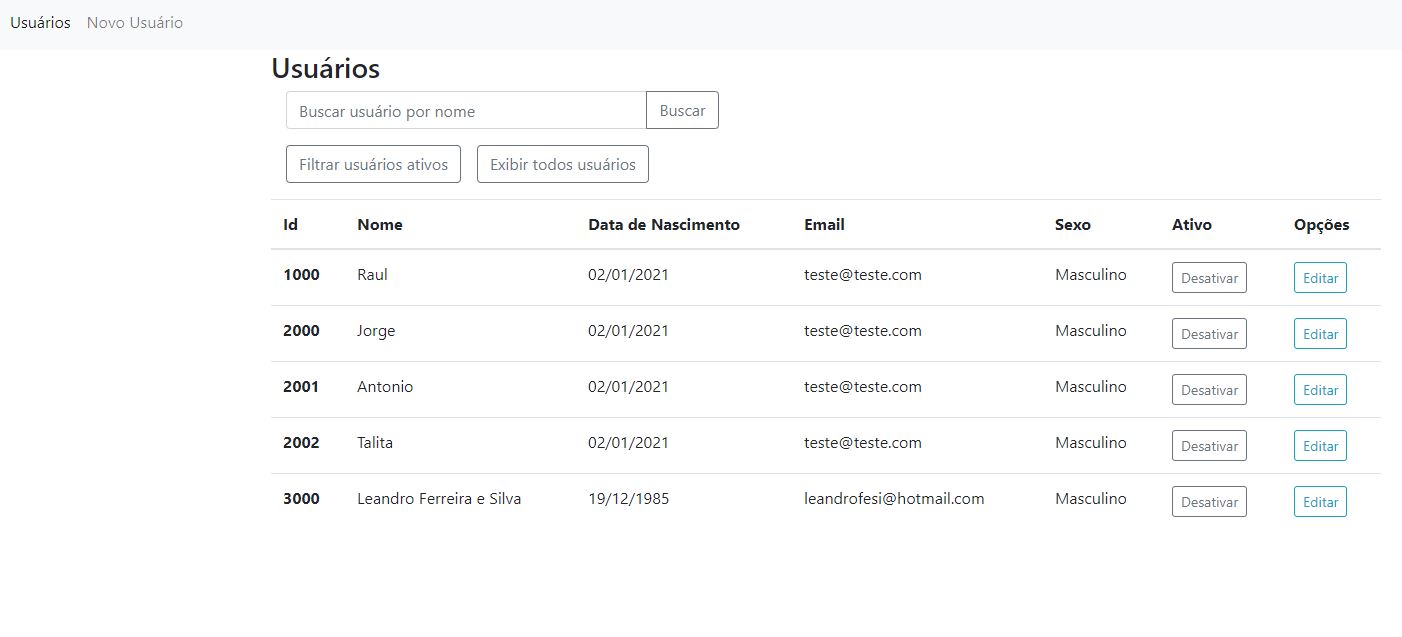 Usuários Novo Usuário
Usuários
Buscar usuário por nome Buscar
Filtrar usuários ativos Exibir todos usuários
Id Nome Data de Nascimento Email Sexo Ativo Opções
1000 Raul 02/01/2021 teste@teste.com Masculino Desativar Editar
2000 Jorge 02/01/2021 teste@teste.com Masculino Desativar Editar
2001 Antonio 02/01/2021 teste@teste.com Masculino Desativar Editar
2002 Talita 02/01/2021 teste@teste.com Masculino Desativar Editar
3000 Leandro Ferreira e Silva 19/12/1985 leandrofesi@hotmail.com Masculino Desativar Editar